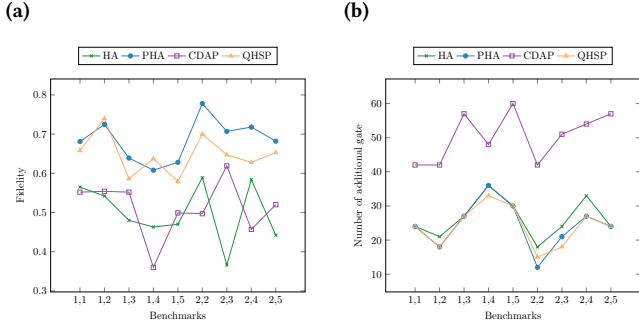 (a)
HA PHA CDAP QHSP
0.8
0.7
0.6
0.5
0.4
0.3
Fidelity
1,1 1,2 1,3 1,4 1,5 2,2 2,3 2,4 2,5
Benchmarks
(b)
HA PHA CDAP QHSP
60
50
40
30
20
10
Number of additional gate
1,1 1,2 1,3 1,4 1,5 2,2 2,3 2,4 2,5
Benchmarks